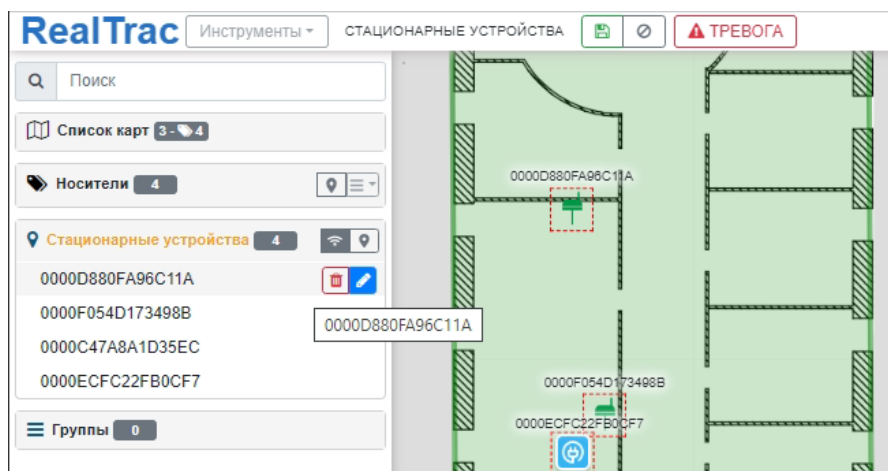 RealTrac Инструменты СТАЦИОНАРНЫЕ УСТРОЙСТВА ТРЕВОГА
Поиск
Список карт 3 - 4
Носители 4
Стационарные устройства 4
0000D880FA96C11A
0000F054D173498B
0000C47A8A1D35EC
0000ECFC22FB0CF7
Группы 0
0000D880FA96C11A
0000D880FA96C11A
0000F054D173498B
0000ECFC22FB0CF7